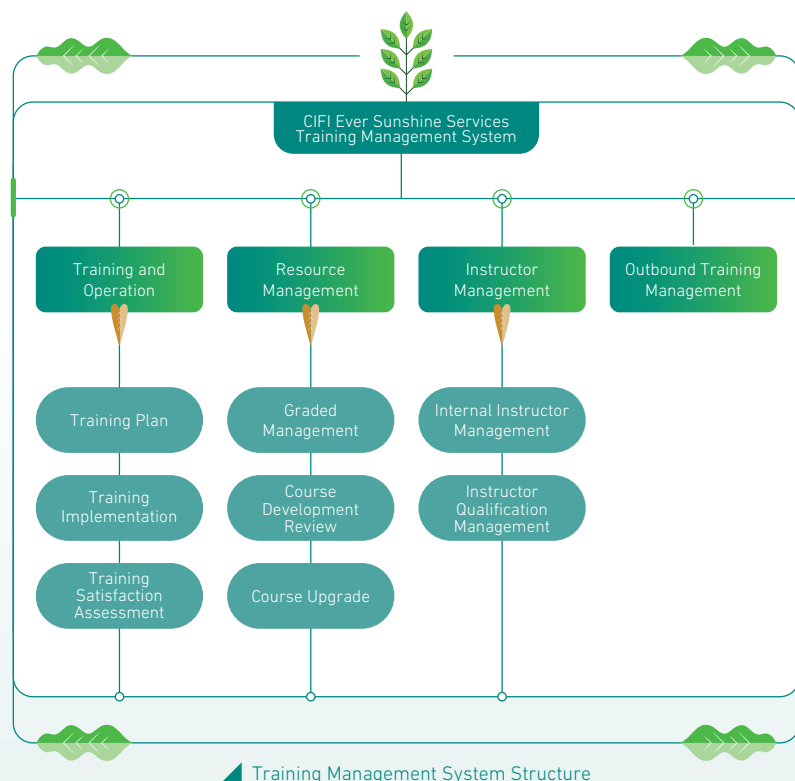 CIFI Ever Sunshine Services
Training Management System
Training and
Operation
Resource
Management
Instructor
Management
Outbound Training
Management
Training Plan
Graded
Management
Internal Instructor
Management
Training
Implementation
Course
Development
Review
Instructor
Qualification
Management
Training
Satisfaction
Assessment
Course Upgrade
Training Management System Structure